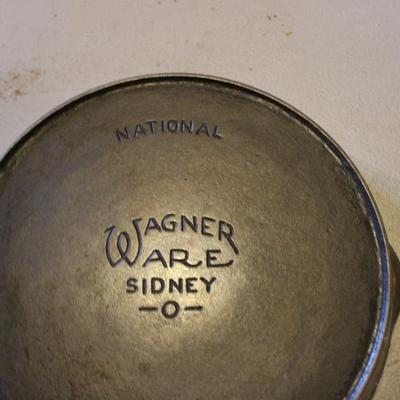 NATIONAL
WAGNER
WARE
SIDNEY
-O-